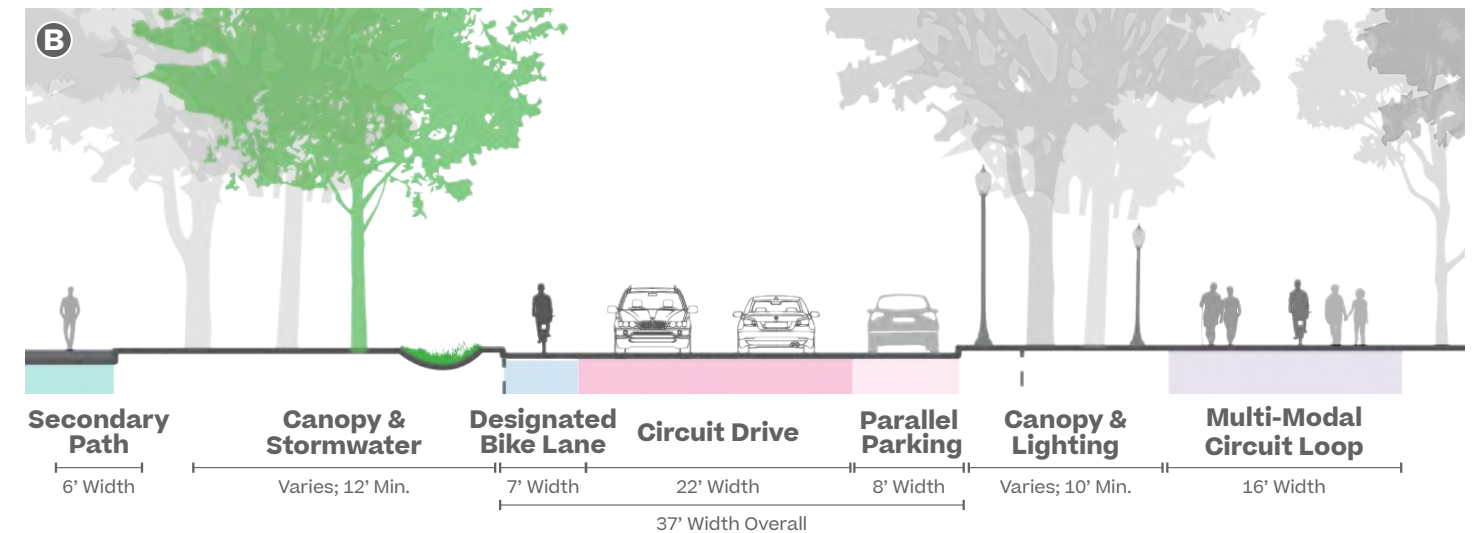 B
Secondary
Path
6’ Width
Canopy &
Stormwater
Varies; 12’ Min.
Designated
Bike Lane
7’ Width
Circuit Drive
22’ Width
Parallel
Parking
8’ Width
37’ Width Overall
Canopy &
Lighting
Varies; 10’ Min.
Multi-Modal
Circuit Loop
16’ Width